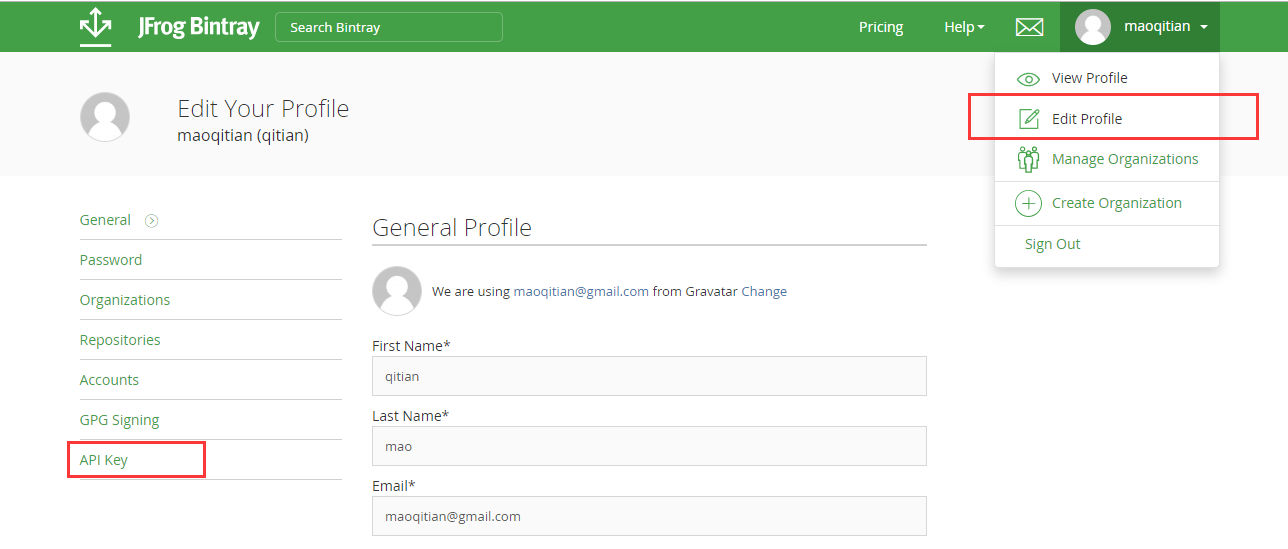 JFrog Bintray Search Bintray Pricing Help maoqitian
View Profile
Edit Profile
Manage Organizations
Create Organization
Sign Out
Edit Your Profile
maoqitian (qitian)
General
Password
Organizations
Repositories
Accounts
GPG Signing
API Key
General Profile
We are using maoqitian@gmail.com from Gravatar Change
First Name*
qitian
Last Name*
mao
Email*
maoqitian@gmail.com